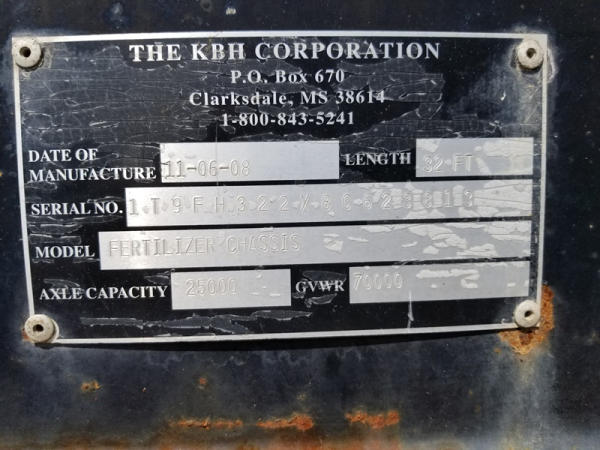 THE KBH CORPORATION
P.O. Box 670
Clarksdale, MS 38614
1-800-843-5241
DATE OF MANUFACTURE 11-06-08 LENGTH 32 FT
SERIAL NO.
MODEL FERTILIZER CHASSIS
AXLE CAPACITY 25000 GVWR 70000